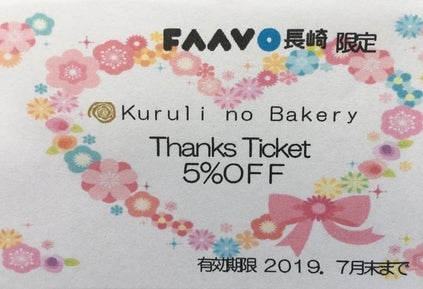 FAAVO長崎 限定
Kuruli no Bakery
Thanks Ticket
5%OFF
有効期限 2019. 7月末まで